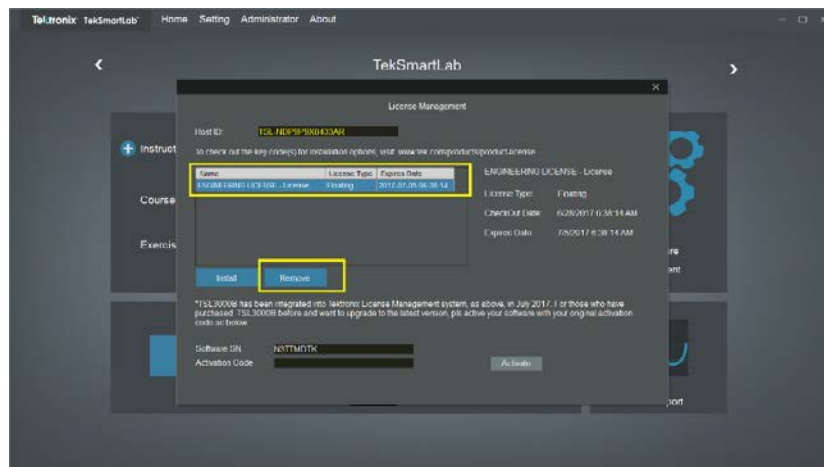 Tektronix TekSmartLab Home Setting Administrator About
TekSmartLab
License Management
Host ID:
To check out the key code(s) for installation options, visit: www.tek.com/products/product-license
Name License Type Expires Date
ENGINEERING LICENSE - License Floating 2017-07-05 06:38:14
ENGINEERING LICENSE - License
License Type: Floating
CheckOut Date: 6/28/2017 6:38:14 AM
Expires Date: 7/5/2017 6:38:14 AM
Instruct
Course
Exercis
re
ent
Install Remove
*TSL3000B has been integrated into Tektronix License Management system, as above, in July 2017. For those who have
purchased TSL3000B before and want to upgrade to the latest version, pls active your software with your original activation
code as below.
Software SN N3TTMDTK
Activation Code Activate
port